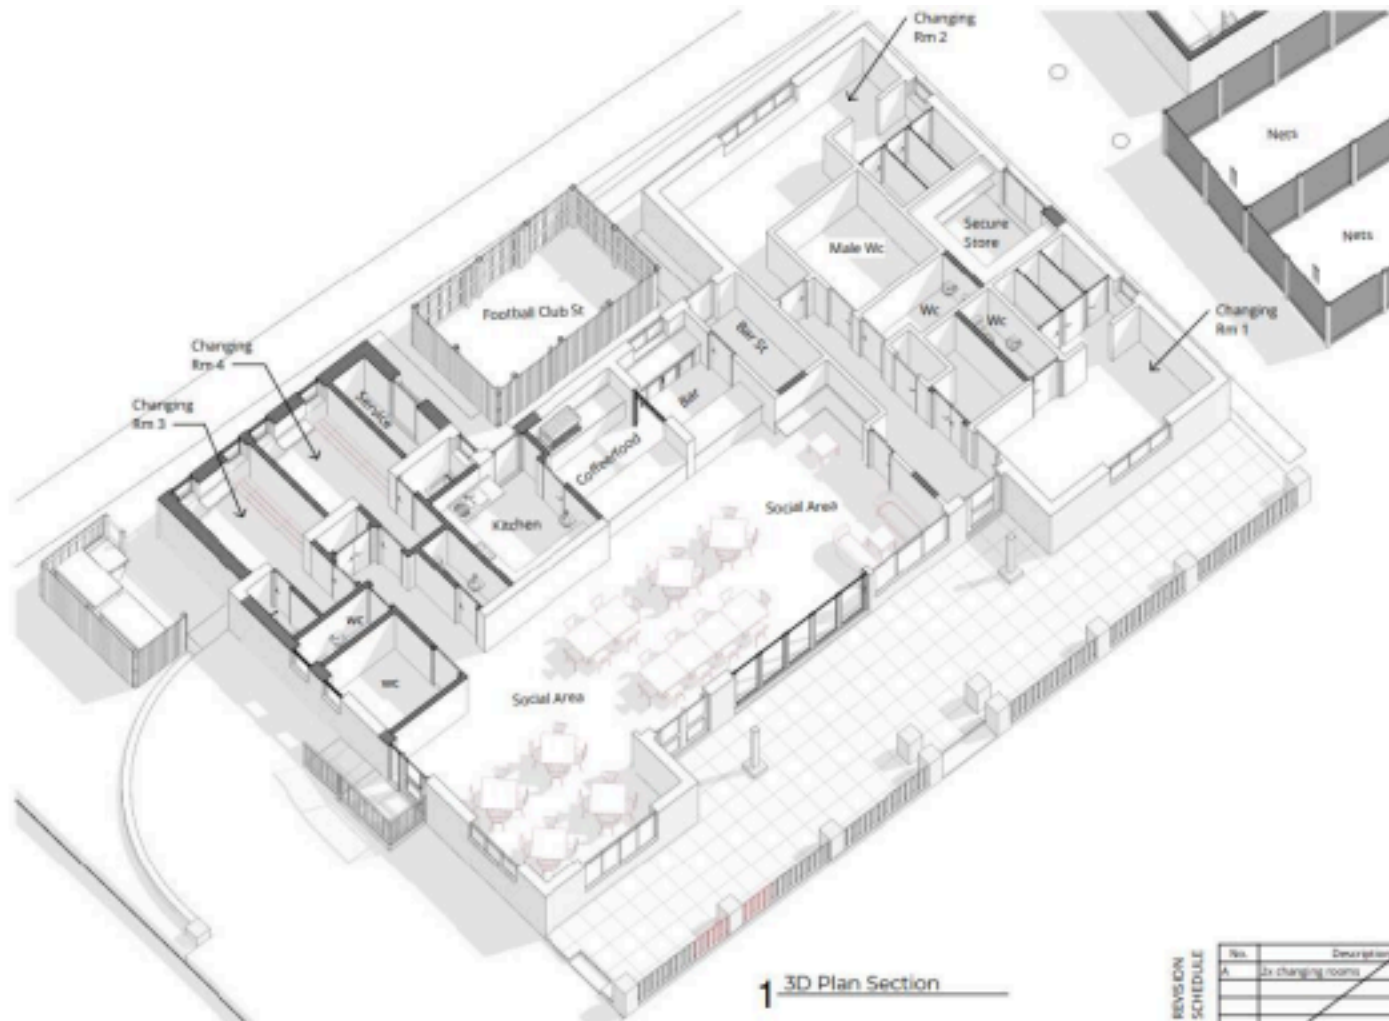 Changing
Rm 2
Nets
Nets
Secure
Store
Male Wc
Wc
Wc
Changing
Rm 1
Football Club St
Bar St
Changing
Rm 4
Changing
Rm 3
Service
Bar
Coffee/food
Kitchen
Social Area
WC
WC
Social Area
1 3D Plan Section
REVISION
SCHEDULE
No.
Description
A
2x changing rooms